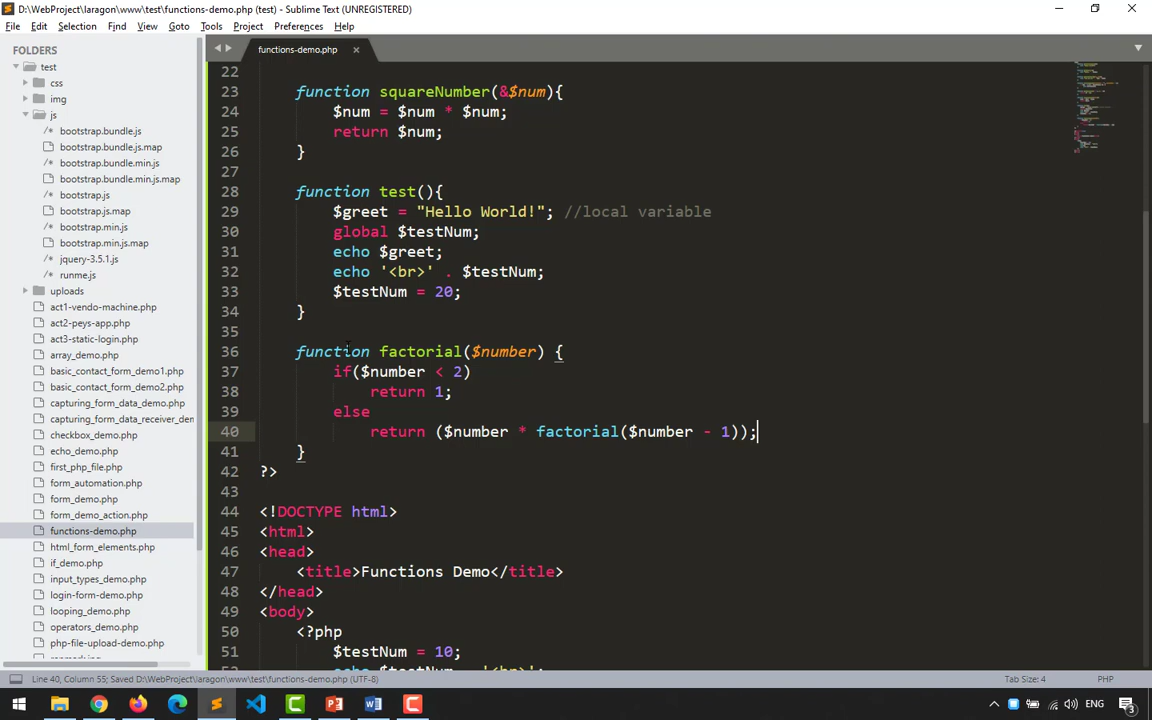 D:\WebProject\laragon\www\test\functions-demo.php (test) - Sublime Text (UNREGISTERED)
File Edit Selection Find View Goto Tools Project Preferences Help
FOLDERS
test
css
img
js
bootstrap.bundle.js
bootstrap.bundle.js.map
bootstrap.bundle.min.js
bootstrap.bundle.min.js.map
bootstrap.js
bootstrap.js.map
bootstrap.min.js
bootstrap.min.js.map
jquery-3.5.1.js
runme.js
uploads
act1-vendo-machine.php
act2-peys-app.php
act3-static-login.php
array_demo.php
basic_contact_form_demo1.php
basic_contact_form_demo2.php
capturing_form_data_demo.php
capturing_form_data_receiver_den
checkbox_demo.php
echo_demo.php
first_php_file.php
form_automation.php
form_demo.php
form_demo_action.php
functions-demo.php
html_form_elements.php
if_demo.php
input_types_demo.php
login-form-demo.php
looping_demo.php
operators_demo.php
php-file-upload-demo.php
functions-demo.php
22
23 function squareNumber(&$num){
24 $num = $num * $num;
25 return $num;
26 }
27
28 function test(){
29 $greet = "Hello World!"; //local variable
30 global $testNum;
31 echo $greet;
32 echo '<br>' . $testNum;
33 $testNum = 20;
34 }
35
36 function factorial($number) {
37 if($number < 2)
38 return 1;
39 else
40 return ($number * factorial($number - 1));
41 }
42 ?>
43
44 <!DOCTYPE html>
45 <html>
46 <head>
47 <title>Functions Demo</title>
48 </head>
49 <body>
50 <?php
51 $testNum = 10;
echo $testNum . '<br>';
Line 40, Column 55; Saved D:\WebProject\laragon\www\test\functions-demo.php (UTF-8)
Tab Size: 4
PHP
ENG
3